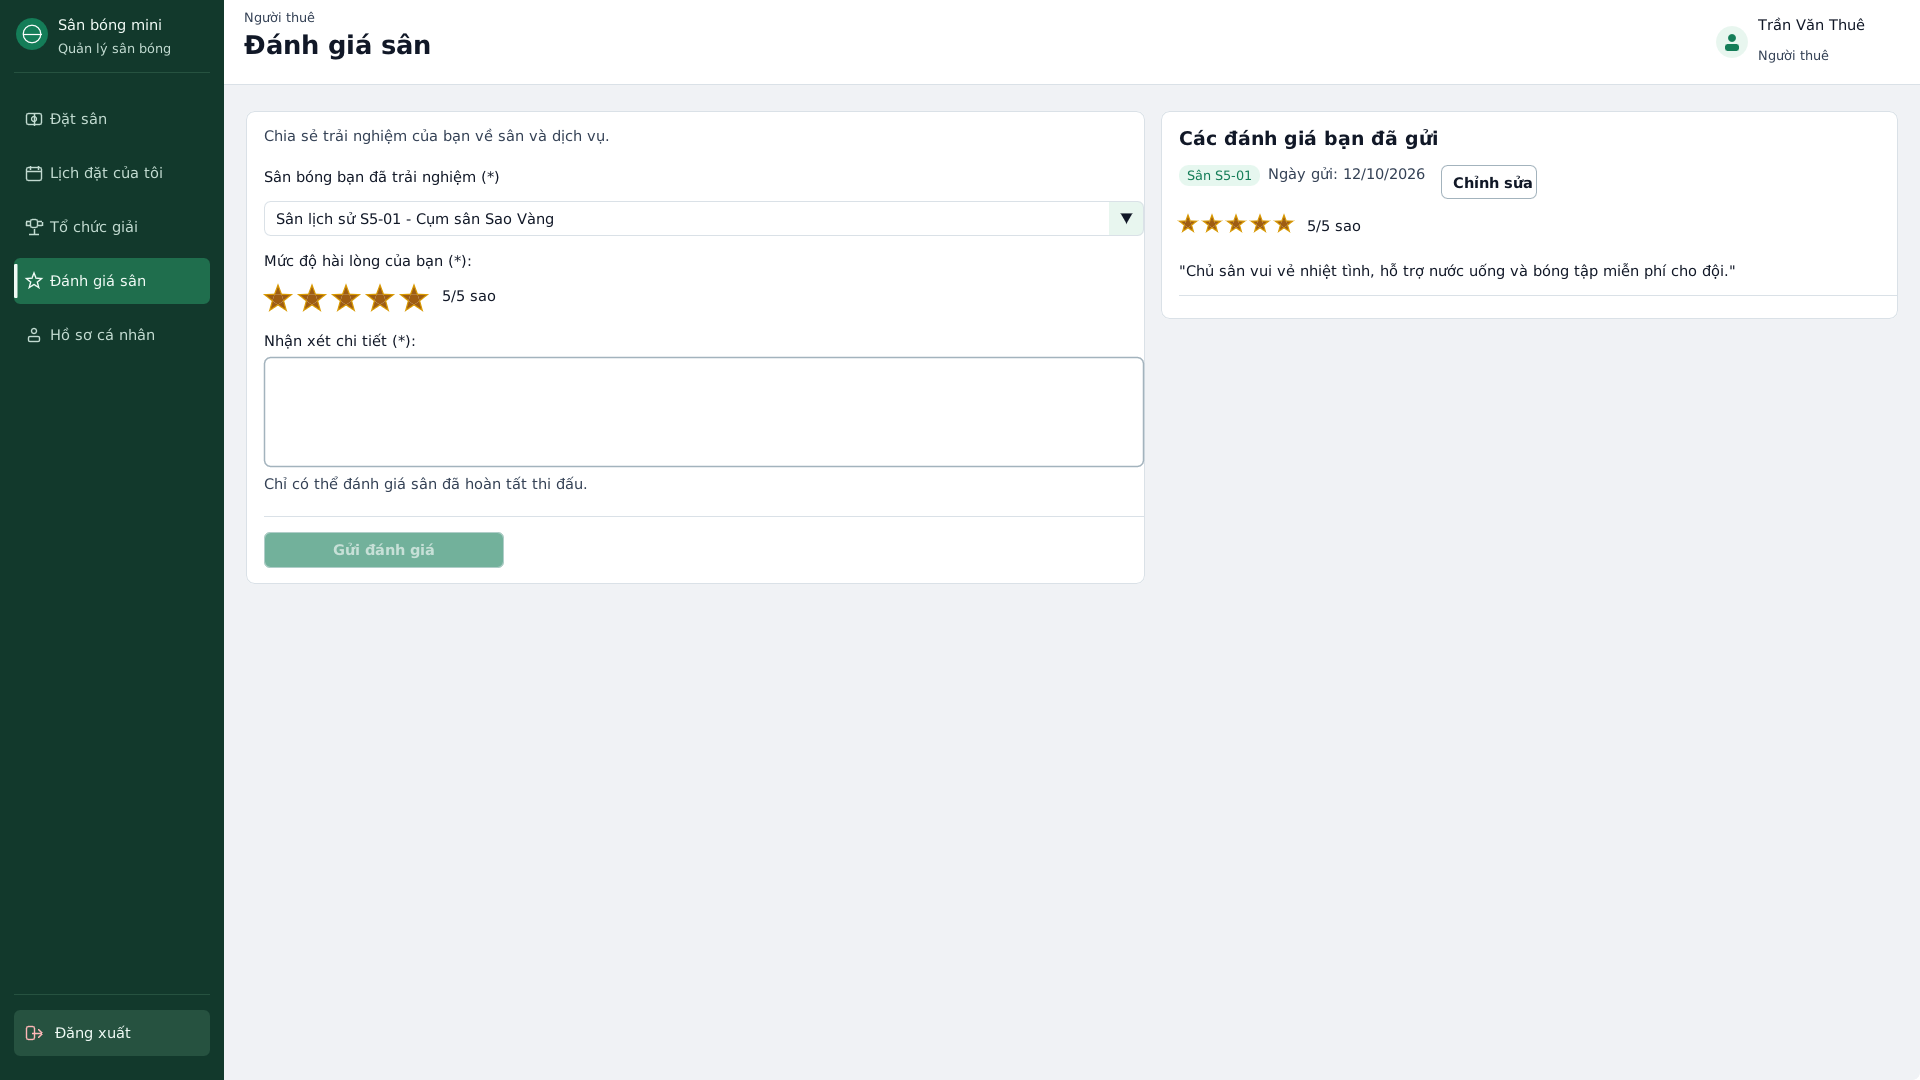 Sân bóng mini
Quản lý sân bóng
Đặt sân
Lịch đặt của tôi
Tổ chức giải
Đánh giá sân
Hồ sơ cá nhân
Đăng xuất
Người thuê
Đánh giá sân
Trần Văn Thuê
Người thuê
Chia sẻ trải nghiệm của bạn về sân và dịch vụ.
Sân bóng bạn đã trải nghiệm (*)
Sân lịch sử S5-01 - Cụm sân Sao Vàng
Mức độ hài lòng của bạn (*):
5/5 sao
Nhận xét chi tiết (*):
Chỉ có thể đánh giá sân đã hoàn tất thi đấu.
Gửi đánh giá
Các đánh giá bạn đã gửi
Sân S5-01 Ngày gửi: 12/10/2026 Chỉnh sửa
5/5 sao
"Chủ sân vui vẻ nhiệt tình, hỗ trợ nước uống và bóng tập miễn phí cho đội."